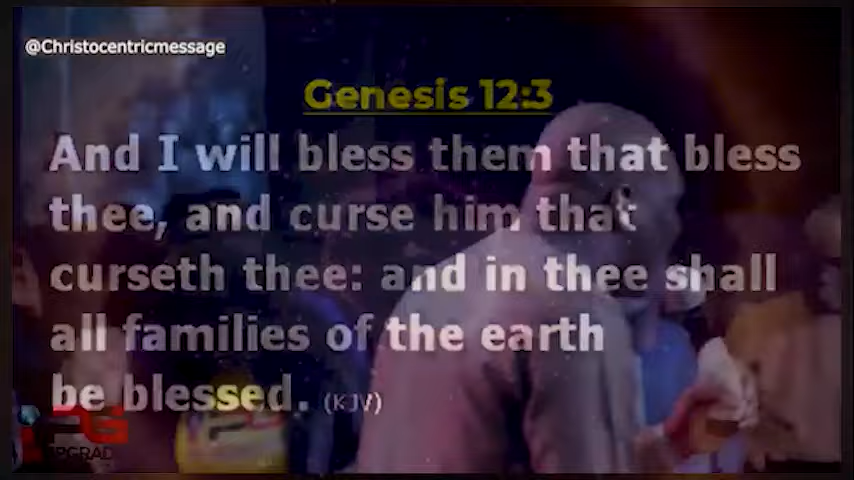 @Christocentricmessage
Genesis 12:3
And I will bless them that bless
thee, and curse him that
curseth thee: and in thee shall
all families of the earth
be blessed. (KJV)